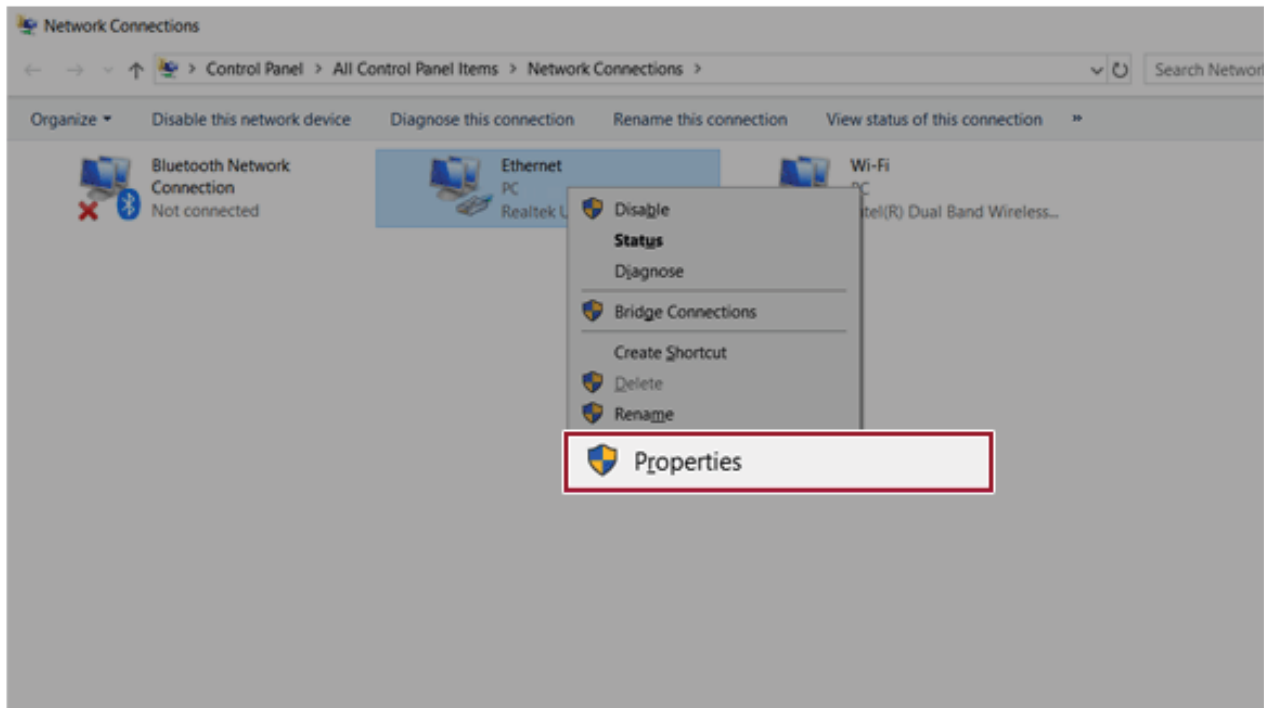 Network Connections
Control Panel > All Control Panel Items > Network Connections >
Search Network
Organize Disable this network device Diagnose this connection Rename this connection View status of this connection »
Bluetooth Network
Connection
Not connected
Ethernet
PC
Realtek
Wi-Fi
PC
Dual Band Wireless...
Disable
Status
Diagnose
Bridge Connections
Create Shortcut
Delete
Rename
Properties